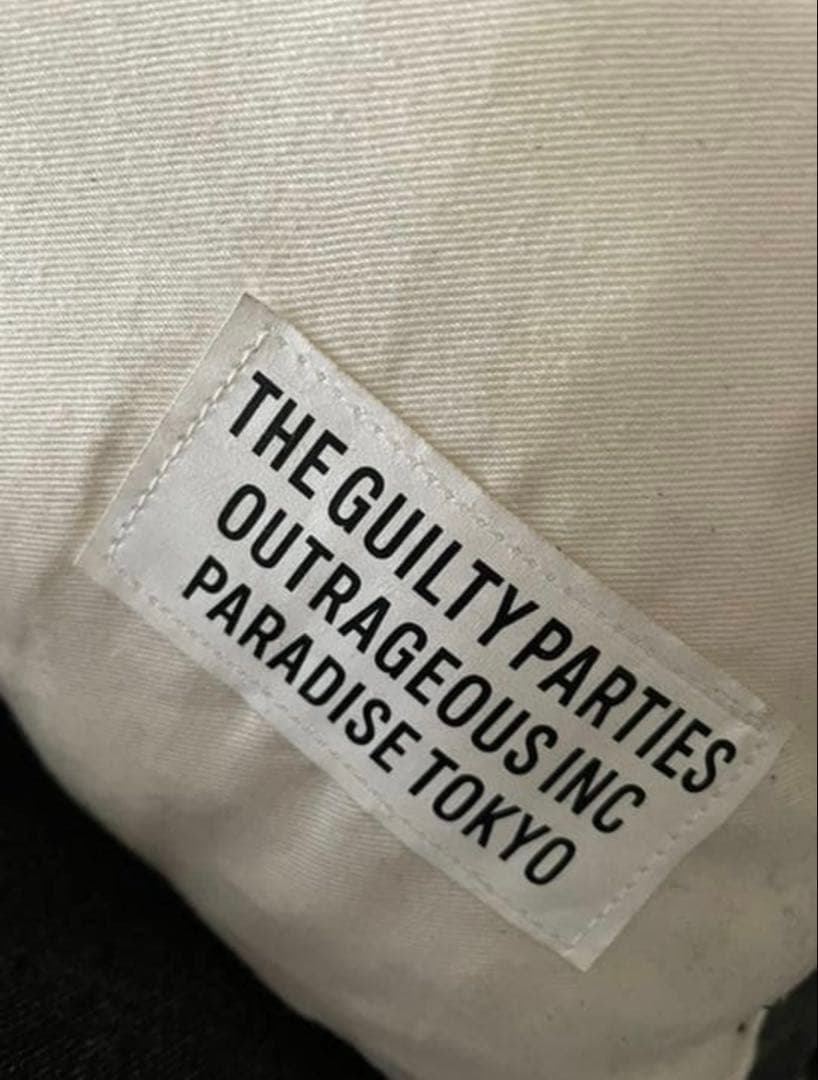 THE GUILTY PARTIES
OUTRAGEOUS INC
PARADISE TOKYO